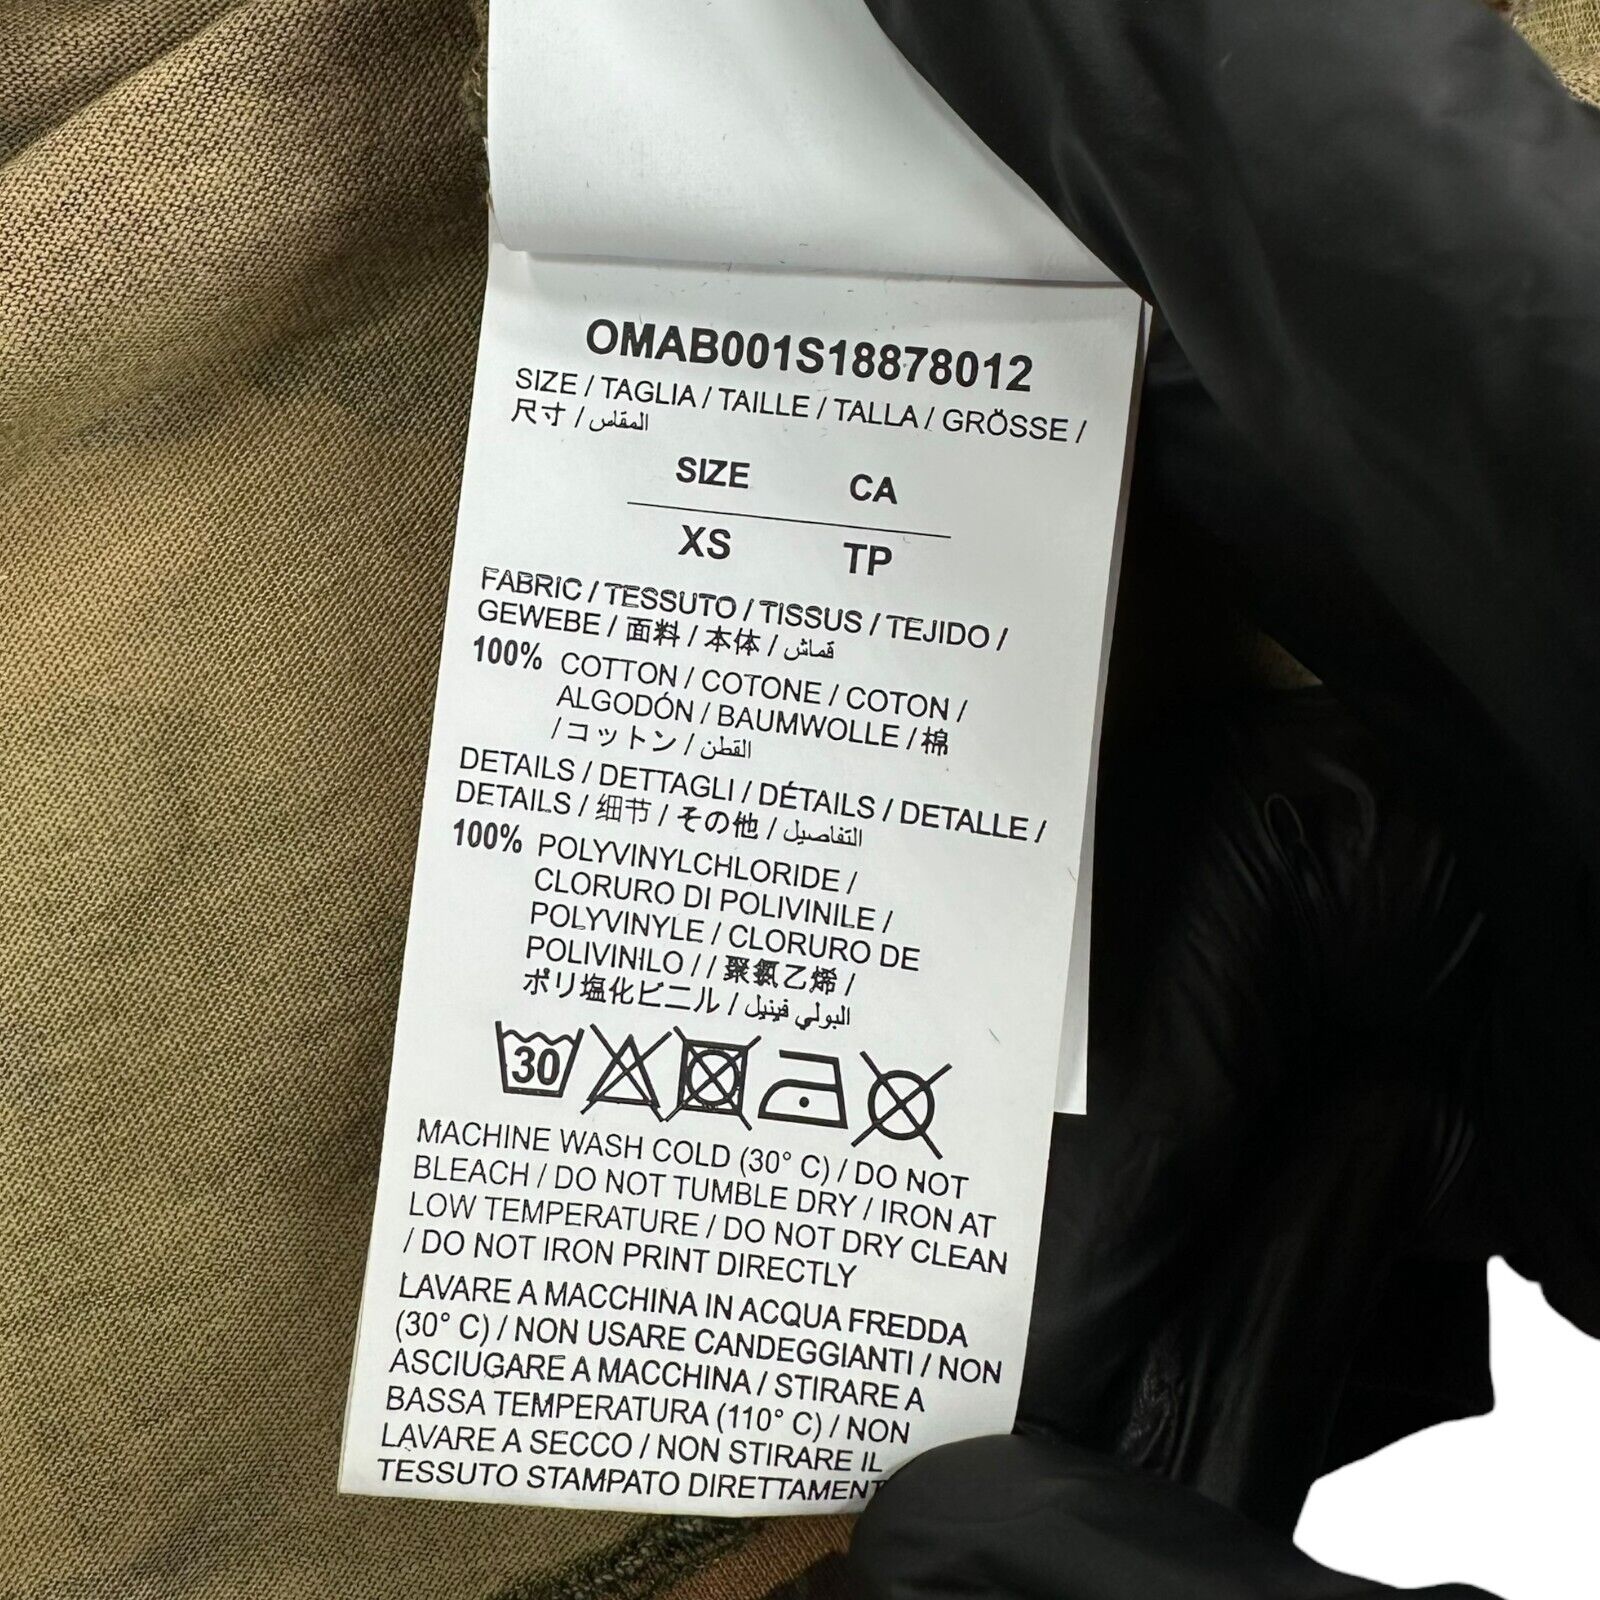 OMAB001S18878012
SIZE / TAGLIA / TAILLE / TALLA / GRÖSSE /
尺寸 / المقاس
SIZE CA
XS TP
FABRIC / TESSUTO / TISSUS / TEJIDO /
GEWEBE / 面料 / 本体 / قماش
100% COTTON / COTONE / COTON /
ALGODÓN / BAUMWOLLE / 棉
/ コットン / القطن
DETAILS / DETTAGLI / DÉTAILS / DETALLE /
DETAILS / 细节 / その他 / التفاصيل
100% POLYVINYLCHLORIDE /
CLORURO DI POLIVINILE /
POLYVINYLE / CLORURO DE
POLIVINILO / / 聚氯乙烯 /
ポリ塩化ビニル / البولي فينيل
30
MACHINE WASH COLD (30° C) / DO NOT
BLEACH / DO NOT TUMBLE DRY / IRON AT
LOW TEMPERATURE / DO NOT DRY CLEAN
/ DO NOT IRON PRINT DIRECTLY
LAVARE A MACCHINA IN ACQUA FREDDA
(30° C) / NON USARE CANDEGGIANTI / NON
ASCIUGARE A MACCHINA / STIRARE A
BASSA TEMPERATURA (110° C) / NON
LAVARE A SECCO / NON STIRARE IL
TESSUTO STAMPATO DIRETTAMENT